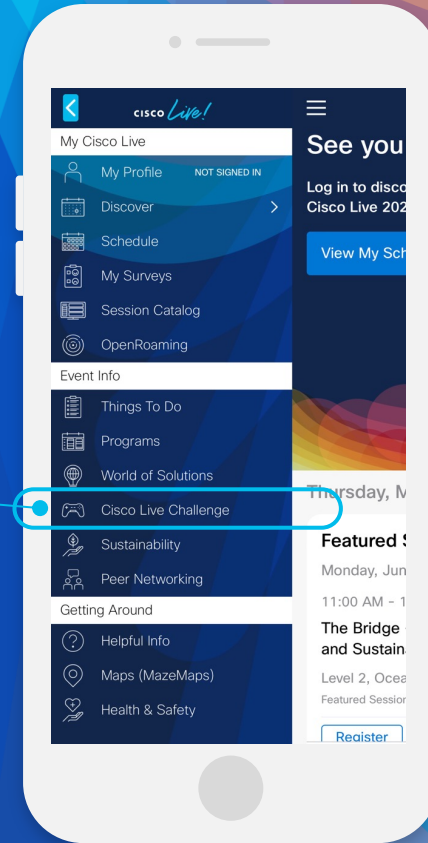 CISCO Live!
My Cisco Live
My Profile NOT SIGNED IN
Discover
Schedule
My Surveys
Session Catalog
OpenRoaming
Event Info
Things To Do
Programs
World of Solutions
Cisco Live Challenge
Sustainability
Peer Networking
Getting Around
Helpful Info
Maps (MazeMaps)
Health & Safety
See you
Log in to disco
Cisco Live 202
View My Sch
Thursday, M
Featured S
Monday, Jun
11:00 AM - 1
The Bridge
and Sustain
Level 2, Ocea
Featured Session
Register